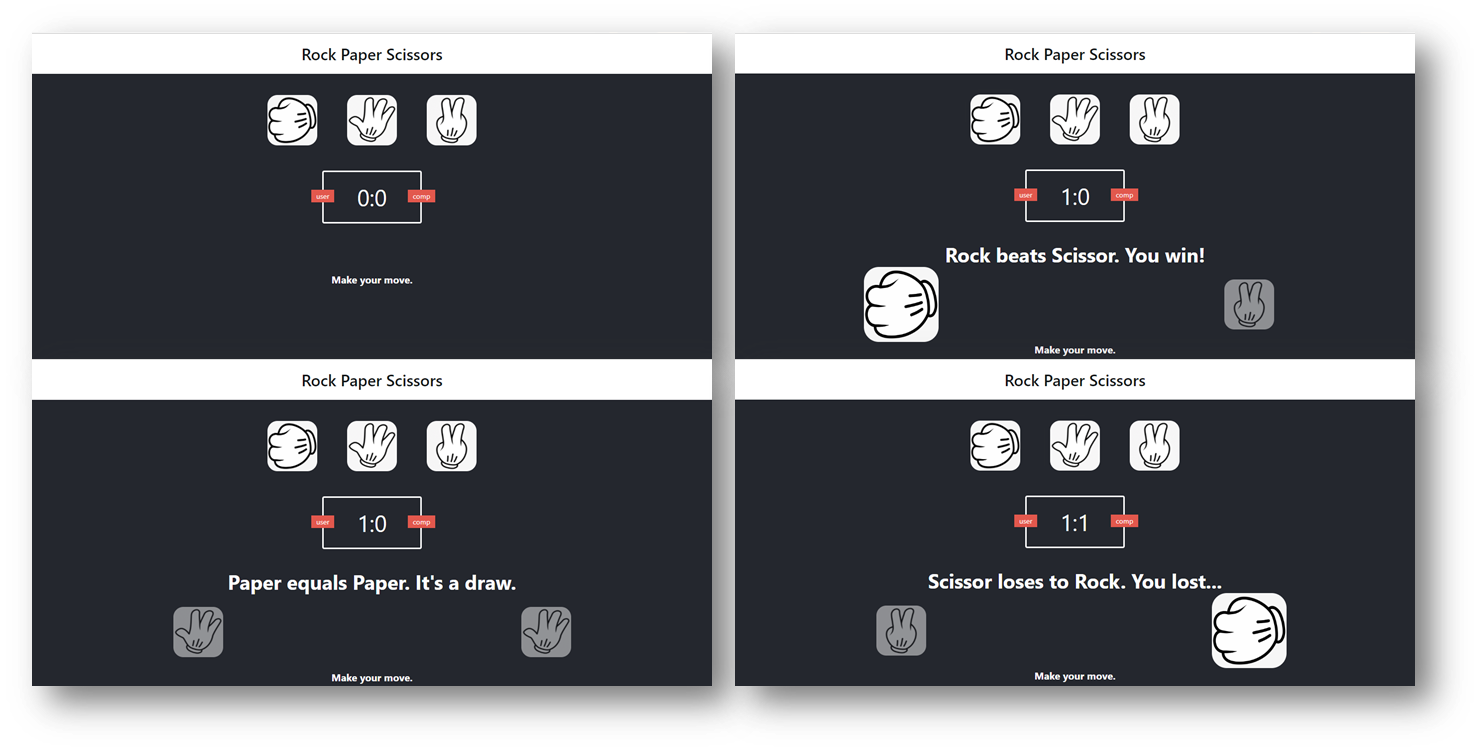 Rock Paper Scissors
user
0:0
comp
Make your move.
Rock Paper Scissors
user
1:0
comp
Rock beats Scissor. You win!
Make your move.
Rock Paper Scissors
user
1:0
comp
Paper equals Paper. It's a draw.
Make your move.
Rock Paper Scissors
user
1:1
comp
Scissor loses to Rock. You lost...
Make your move.